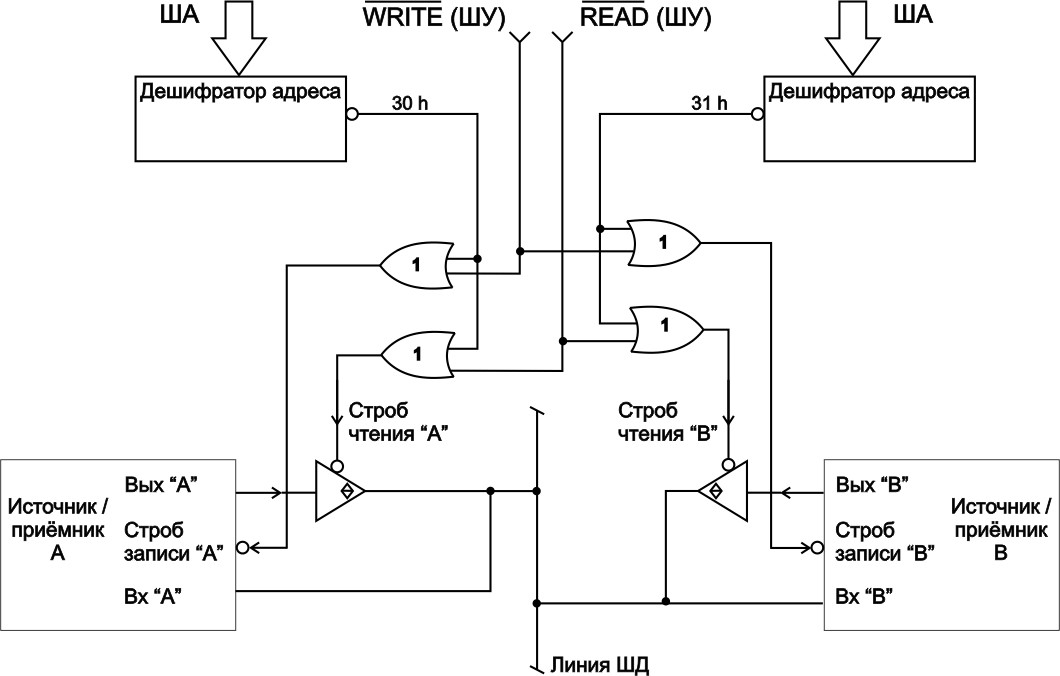 ША
WRITE (ШУ)
READ (ШУ)
ША
Дешифратор адреса
30 h
31 h
Дешифратор адреса
1
1
1
1
Строб
чтения “A”
Строб
чтения “B”
Источник /
приёмник
A
Вых “A”
Строб
записи “A”
Вх “A”
Вых “B”
Строб
записи “B”
Вх “B”
Источник /
приёмник
B
Линия ШД